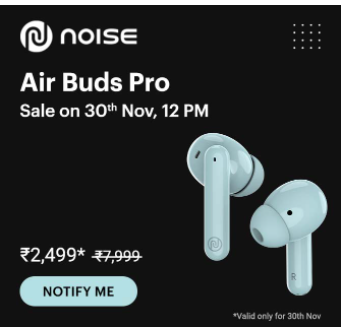 NOISE
Air Buds Pro
Sale on 30th Nov, 12 PM
R
₹2,499* ₹7,999
NOTIFY ME
*Valid only for 30th Nov